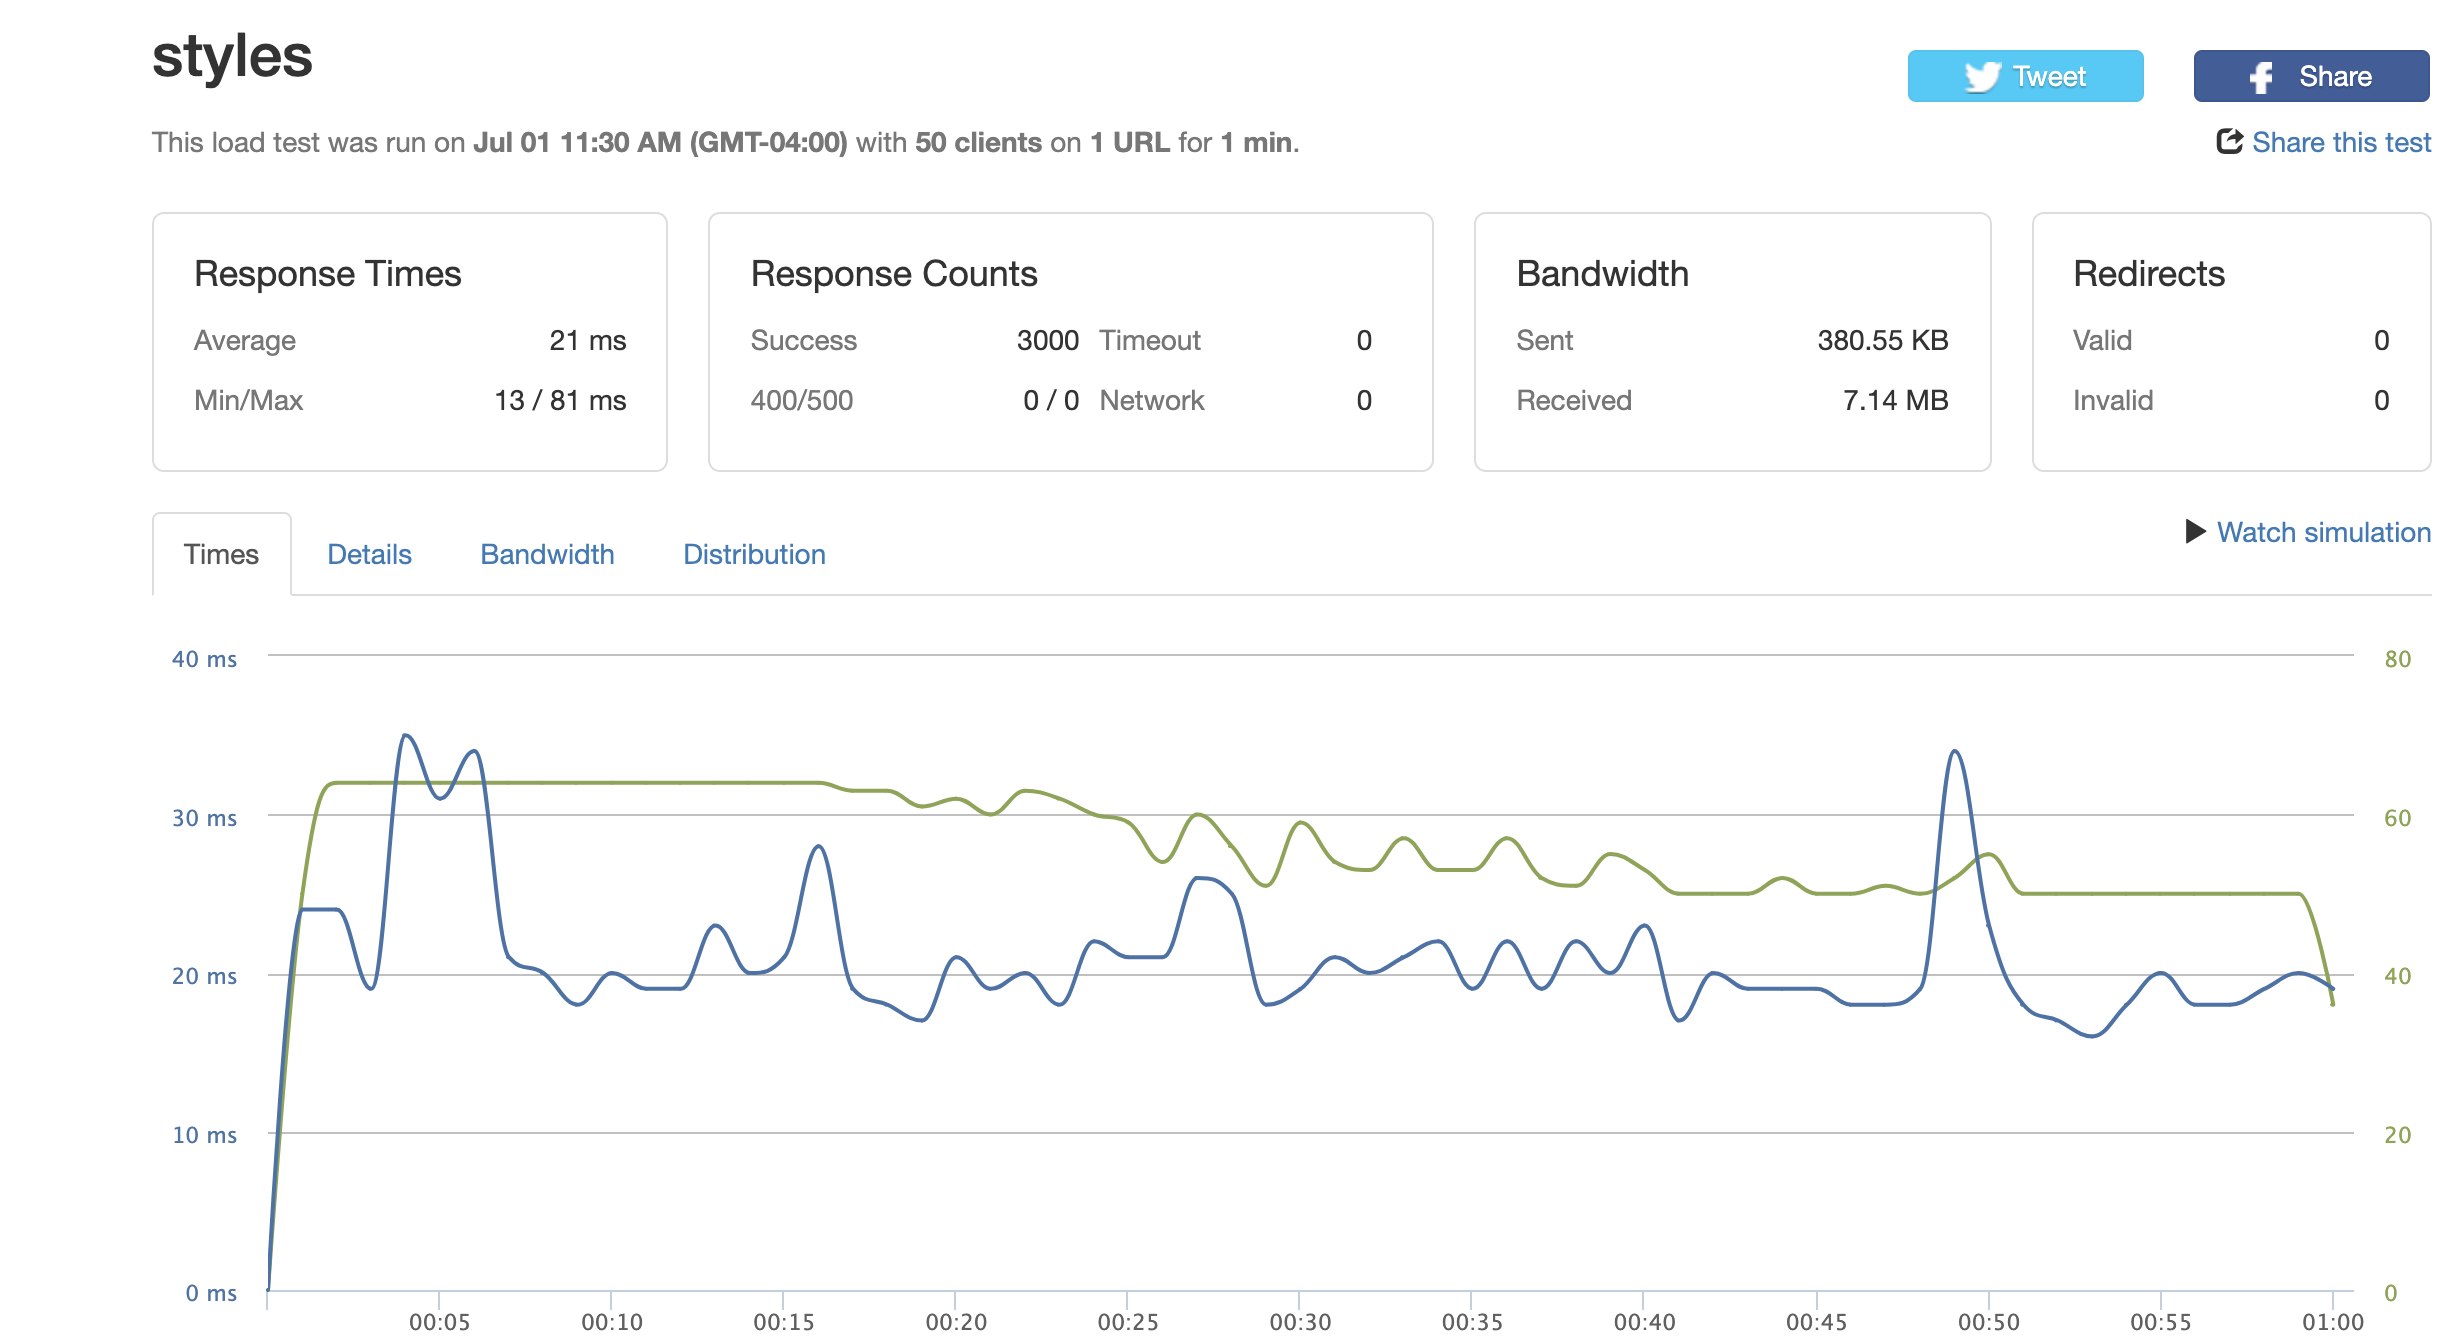 styles
Tweet
Share
This load test was run on Jul 01 11:30 AM (GMT-04:00) with 50 clients on 1 URL for 1 min.
Share this test
Response Times
Average 21 ms
Min/Max 13 / 81 ms
Response Counts
Success 3000 Timeout 0
400/500 0 / 0 Network 0
Bandwidth
Sent 380.55 KB
Received 7.14 MB
Redirects
Valid 0
Invalid 0
Times Details Bandwidth Distribution
Watch simulation
40 ms 80
30 ms 60
20 ms 40
10 ms 20
0 ms 0
00:05 00:10 00:15 00:20 00:25 00:30 00:35 00:40 00:45 00:50 00:55 01:00